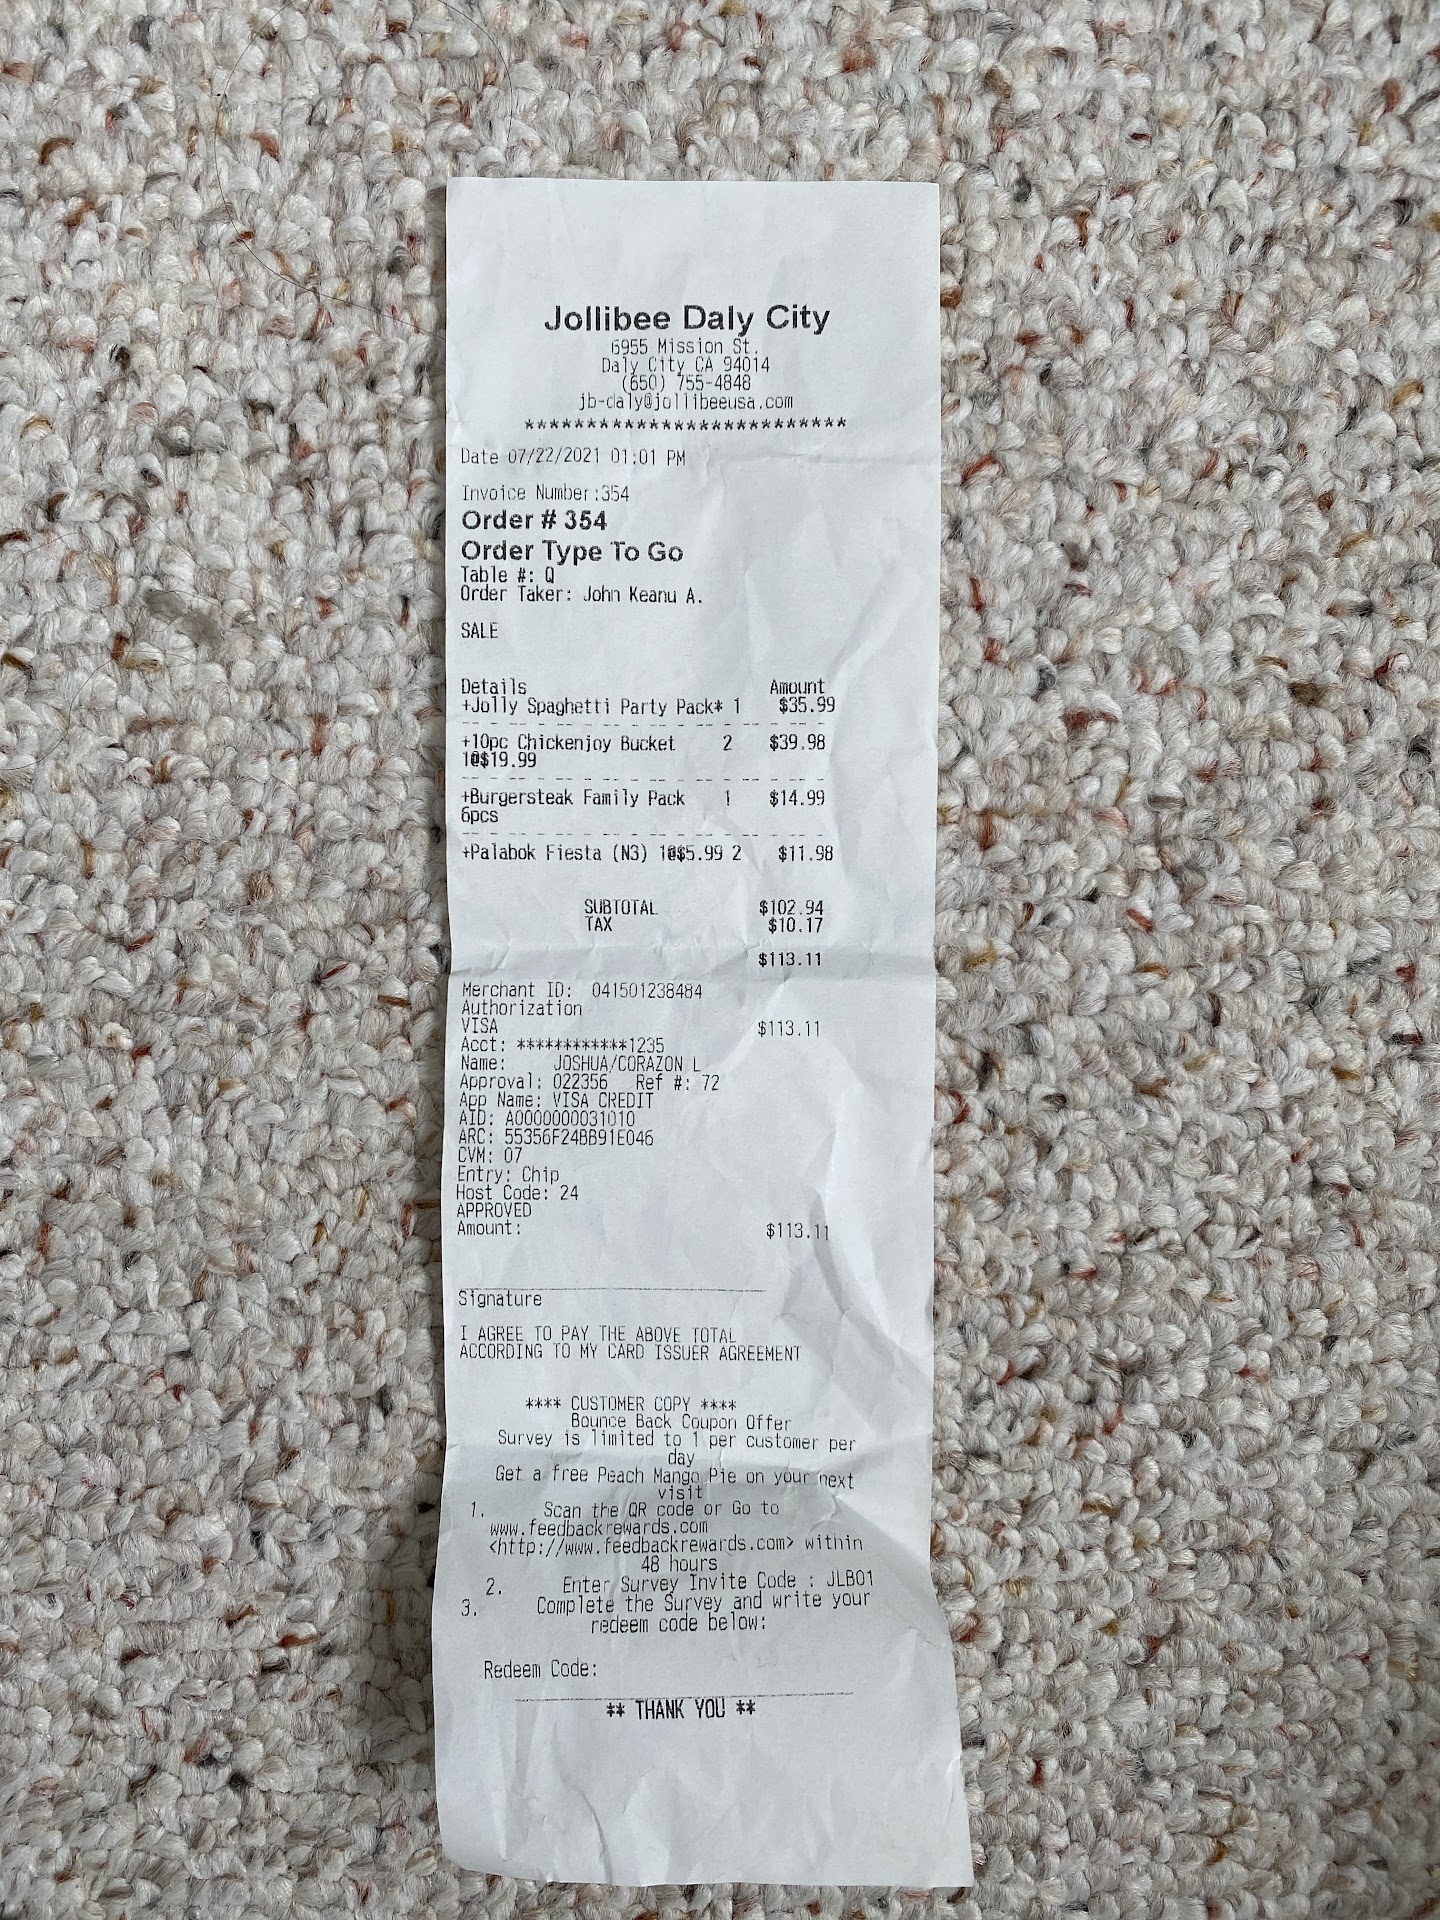 Jollibee Daly City
6955 Mission St.
Daly City CA 94014
(650) 755-4848
jb-daly@jollibeeusa.com
**************************
Date 07/22/2021 01:01 PM
Invoice Number:354
Order # 354
Order Type To Go
Table #: Q
Order Taker: John Keanu A.
SALE
Details Amount
+Jolly Spaghetti Party Pack* 1 $35.99
+10pc Chickenjoy Bucket 2 $39.98
1@$19.99
+Burgersteak Family Pack 1 $14.99
6pcs
+Palabok Fiesta (N3) 1@$5.99 2 $11.98
SUBTOTAL $102.94
TAX $10.17
$113.11
Merchant ID: 041501238484
Authorization
VISA $113.11
Acct: ************1235
Name: JOSHUA/CORAZON L
Approval: 022356 Ref #: 72
App Name: VISA CREDIT
AID: A0000000031010
ARC: 55356F24BB91E046
CVM: 07
Entry: Chip
Host Code: 24
APPROVED
Amount: $113.11
Signature
I AGREE TO PAY THE ABOVE TOTAL
ACCORDING TO MY CARD ISSUER AGREEMENT
**** CUSTOMER COPY ****
Bounce Back Coupon Offer
Survey is limited to 1 per customer per
day
Get a free Peach Mango Pie on your next
visit
1. Scan the QR code or Go to
www.feedbackrewards.com
<http://www.feedbackrewards.com> within
48 hours
2. Enter Survey Invite Code : JLB01
3. Complete the Survey and write your
redeem code below:
Redeem Code:
** THANK YOU **